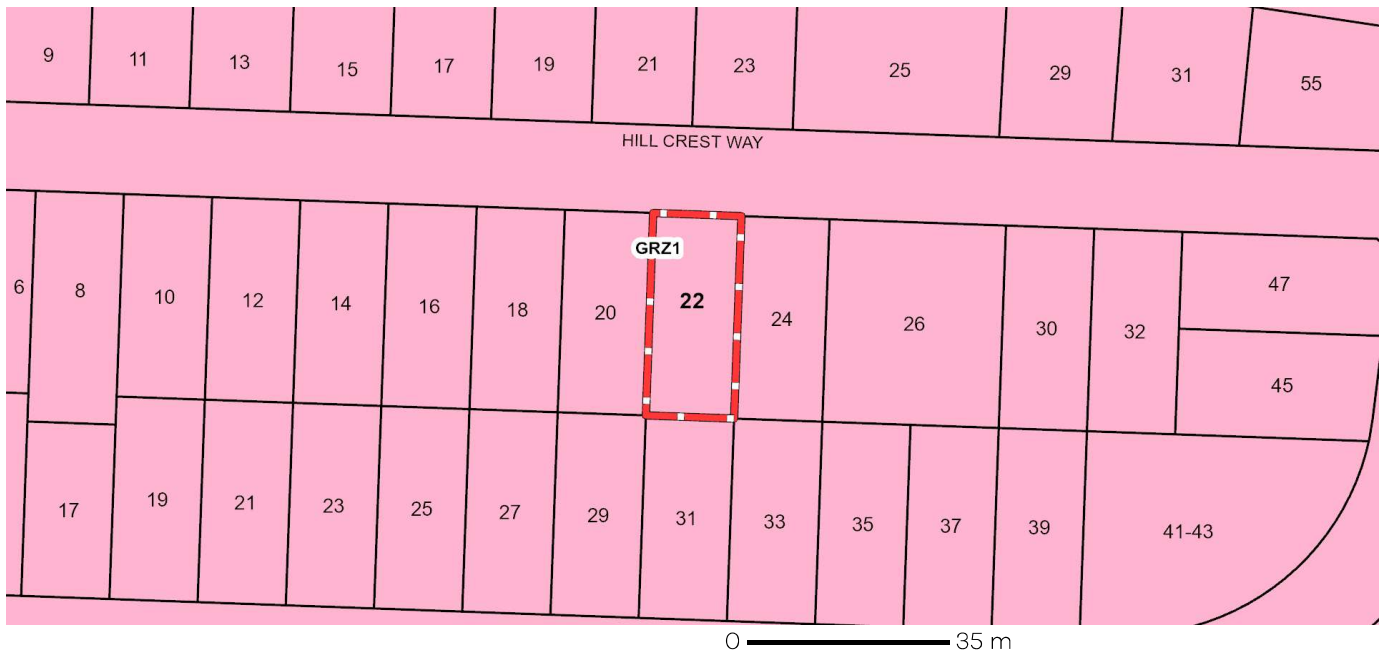 9 11 13 15 17 19 21 23 25 29 31 55
HILL CREST WAY
GRZ1
6 8 10 12 14 16 18 20 22 24 26 30 32 47
45
17 19 21 23 25 27 29 31 33 35 37 39 41-43
0 35 m